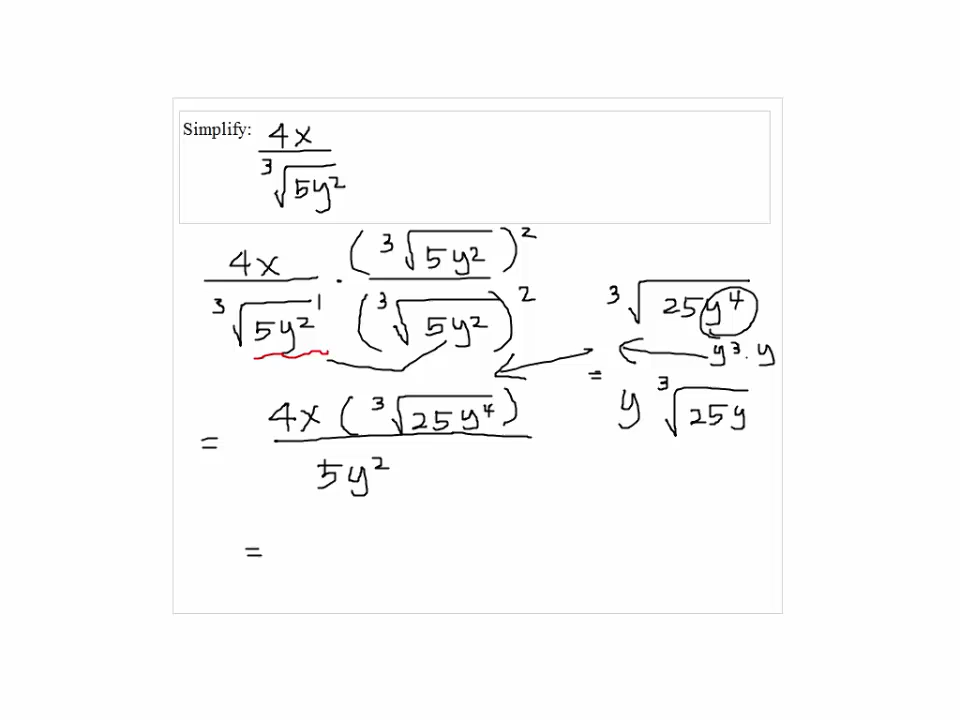 Simplify: 4x / ∛(5y²)
4x / ∛(5y²)¹ · (∛(5y²))² / (∛(5y²))²
∛(25y⁴)
y³ · y
= y ∛(25y)
= 4x (∛(25y⁴)) / 5y²
=